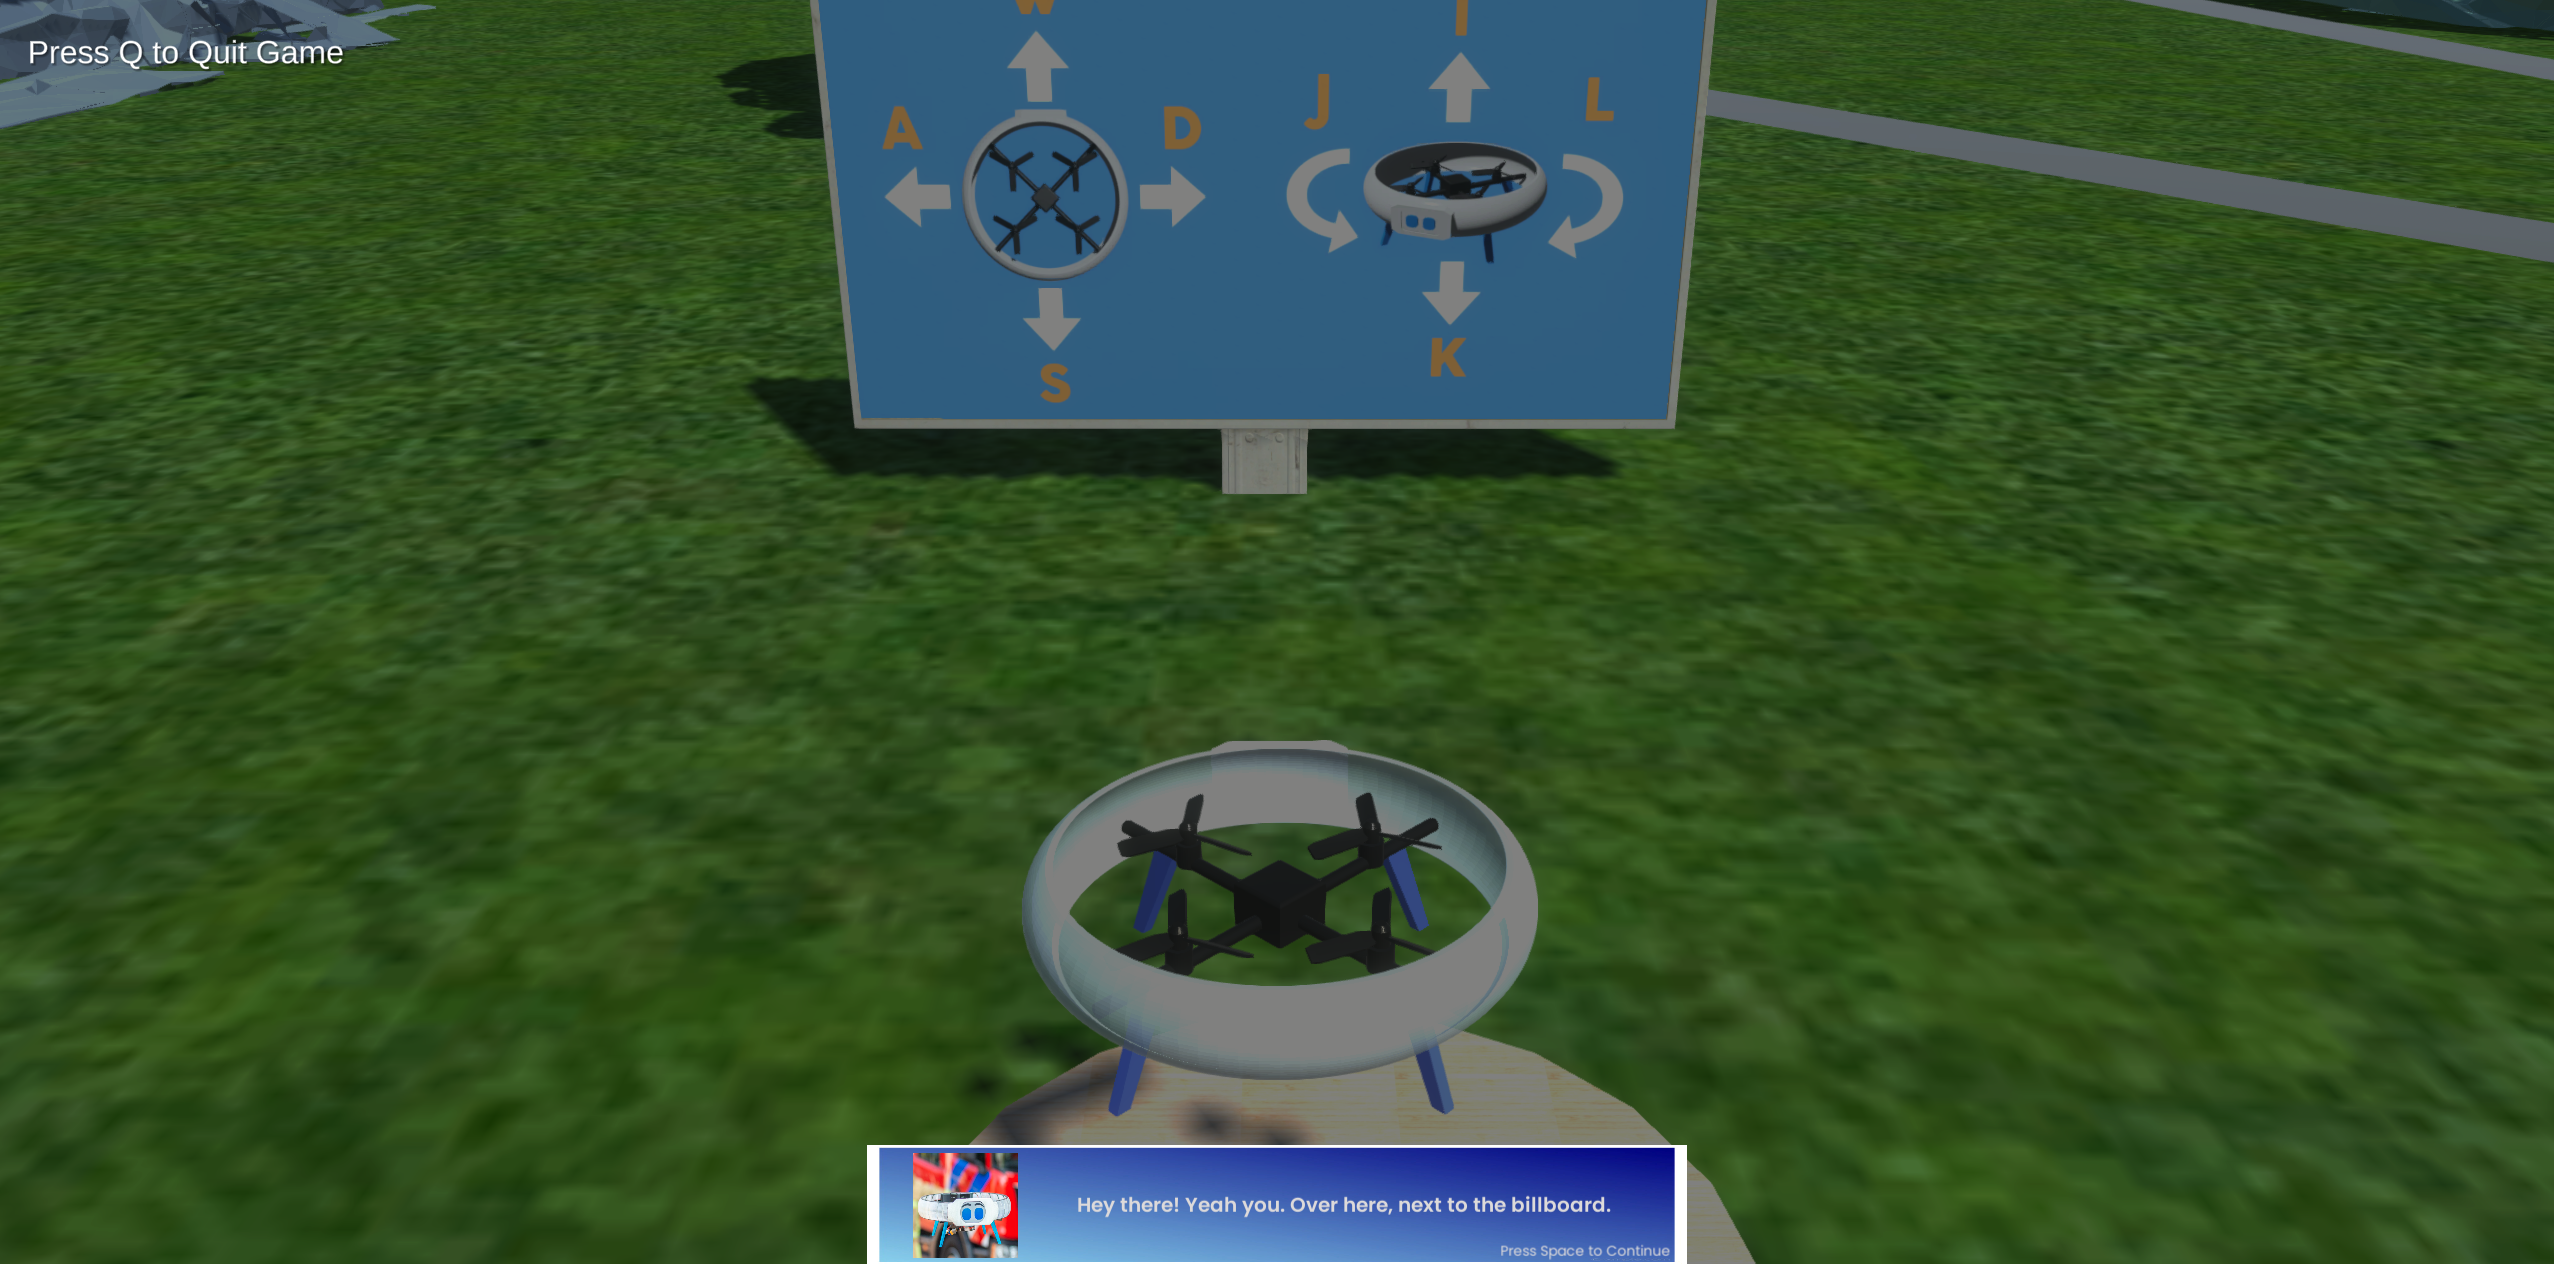 Press Q to Quit Game
W
I
J
L
A
D
S
K
Hey there! Yeah you. Over here, next to the billboard.
Press Space to Continue